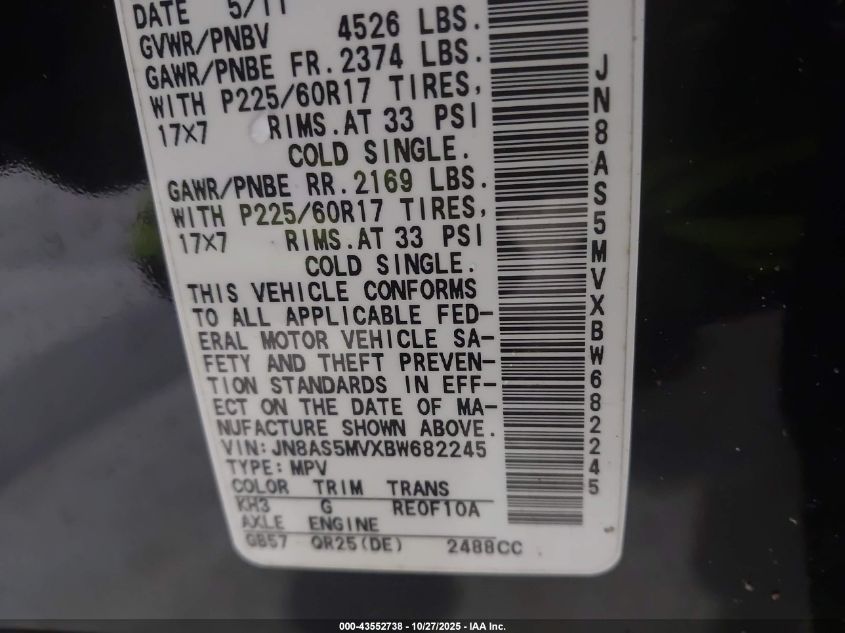 DATE 5/11
GVWR/PNBV 4526 LBS.
GAWR/PNBE FR. 2374 LBS.
WITH P225/60R17 TIRES,
17X7 RIMS.AT 33 PSI
COLD SINGLE.
GAWR/PNBE RR. 2169 LBS.
WITH P225/60R17 TIRES,
17X7 RIMS.AT 33 PSI
COLD SINGLE.
THIS VEHICLE CONFORMS
TO ALL APPLICABLE FED-
ERAL MOTOR VEHICLE SA-
FETY AND THEFT PREVEN-
TION STANDARDS IN EFF-
ECT ON THE DATE OF MA-
NUFACTURE SHOWN ABOVE.
VIN: JN8AS5MVXBW682245
TYPE: MPV
COLOR TRIM TRANS
KH3 G RE0F10A
AXLE ENGINE
GB57 QR25(DE) 2488CC
JN8AS5MVXBW682245
000-43552738 - 10/27/2025 - IAA Inc.